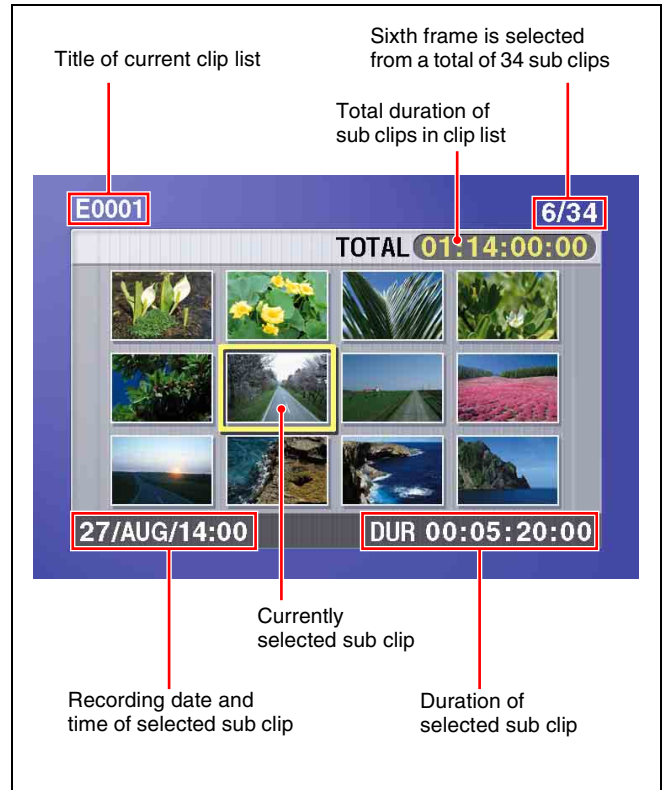 Title of current clip list
Sixth frame is selected
from a total of 34 sub clips
Total duration of
sub clips in clip list
E0001
6/34
TOTAL 01:14:00:00
27/AUG/14:00
DUR 00:05:20:00
Currently
selected sub clip
Recording date and
time of selected sub clip
Duration of
selected sub clip